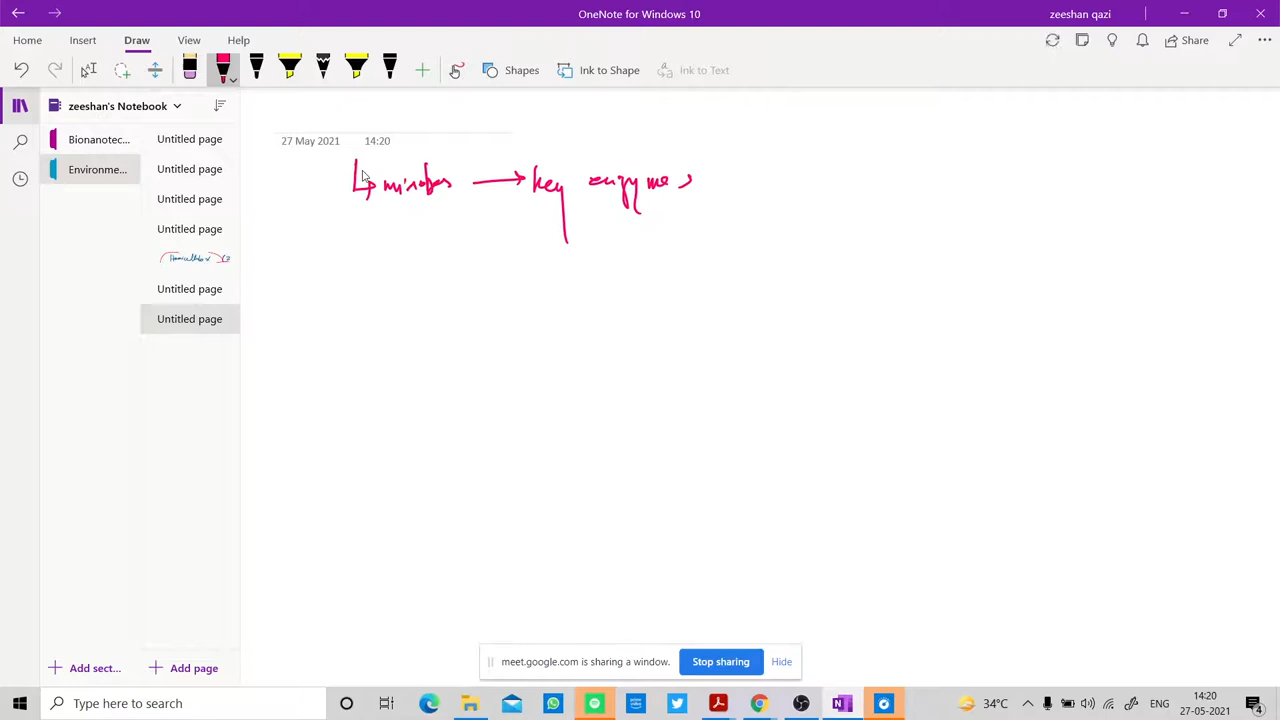 OneNote for Windows 10
zeeshan qazi
Home Insert Draw View Help
Share
Shapes Ink to Shape Ink to Text
zeeshan's Notebook
Bionanotec...
Environme...
Untitled page
Untitled page
Untitled page
Untitled page
Untitled page
Untitled page
27 May 2021 14:20
microbes → key enzymes
meet.google.com is sharing a window.
Stop sharing
Hide
Add sect...
Add page
Type here to search
34°C
ENG
14:20
27-05-2021
4